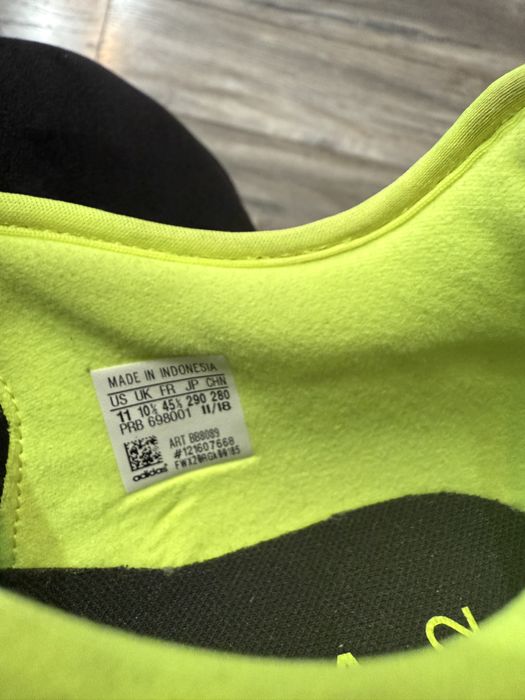 MADE IN INDONESIA
US UK FR JP CHN
11 10½ 45⅓ 290 280
PRB 698001 11/18
ART BB8089
#121607668
adidas